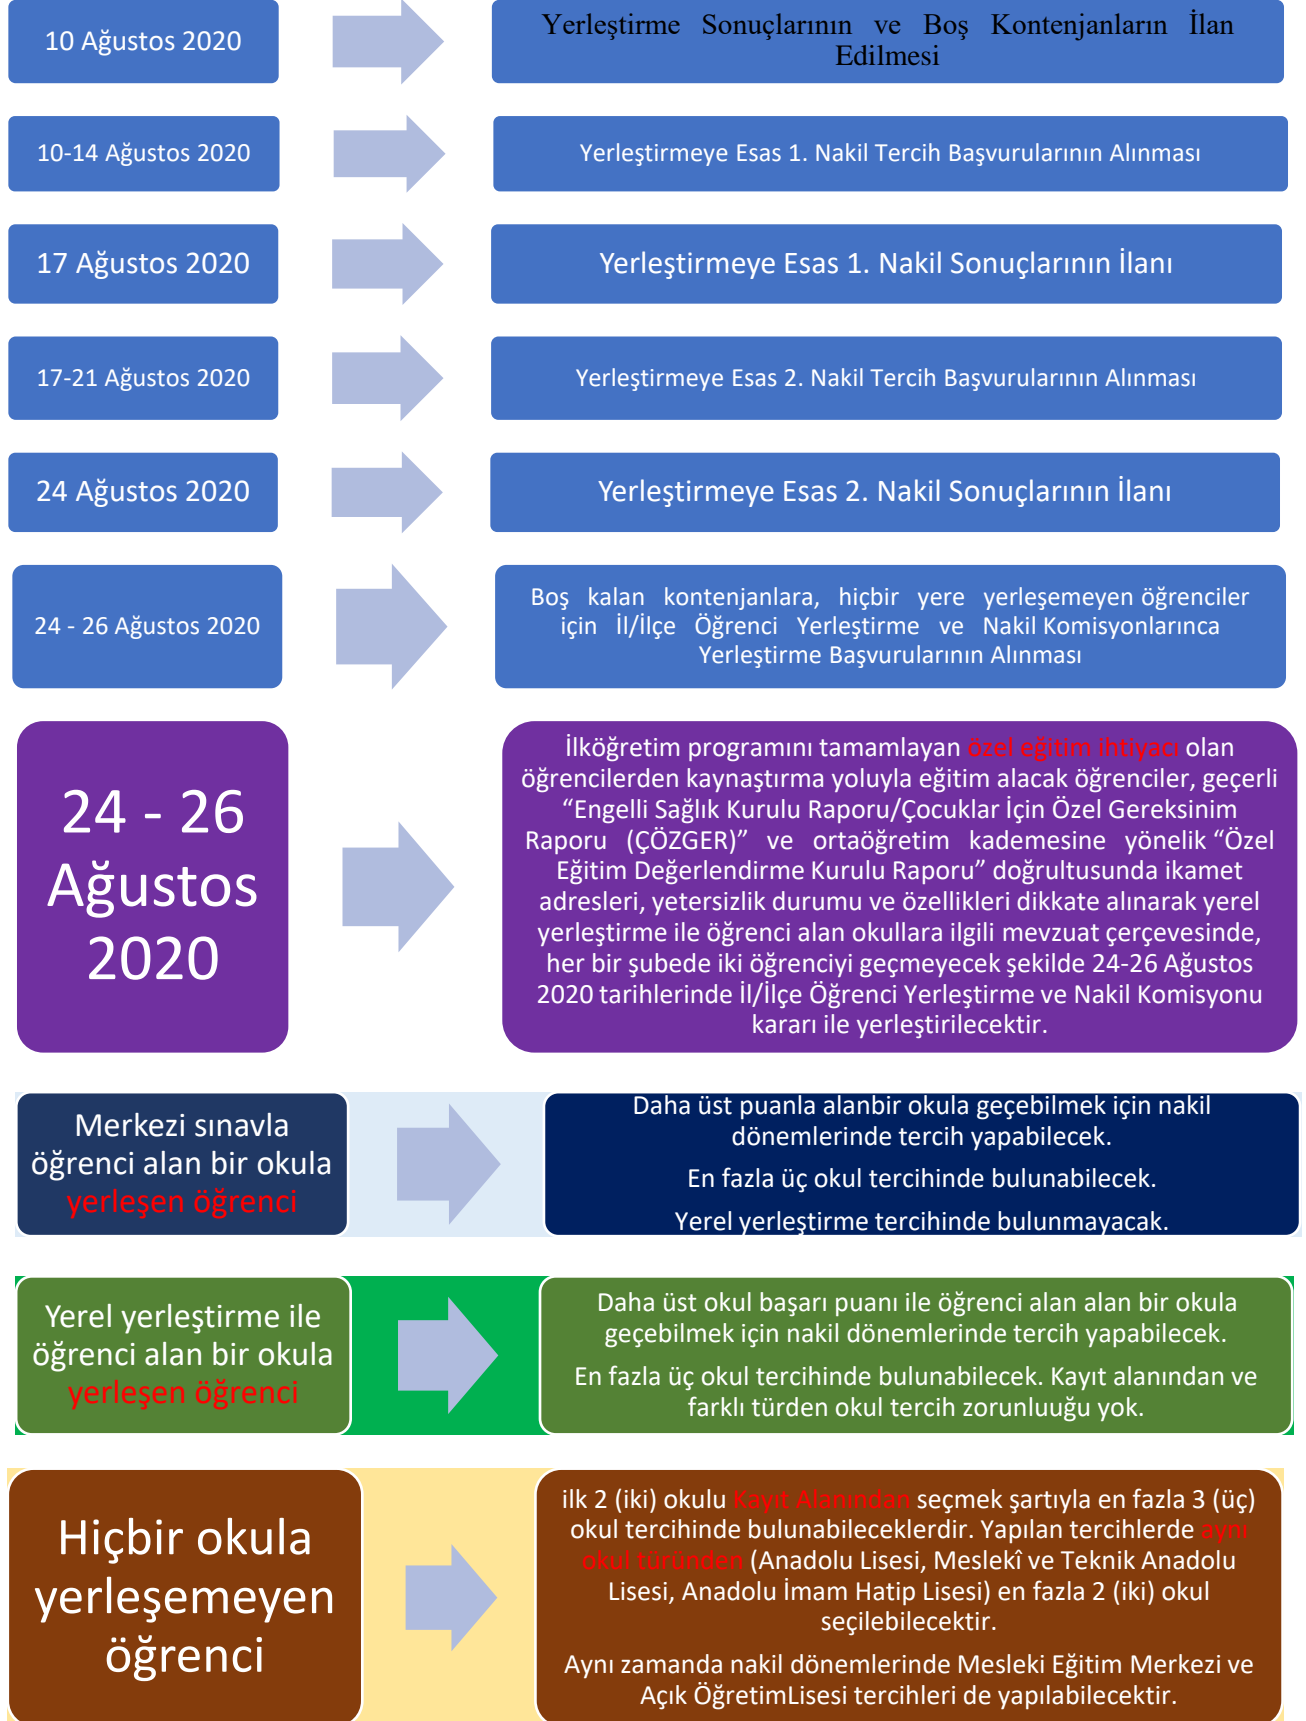 10 Ağustos 2020
Yerleştirme Sonuçlarının ve Boş Kontenjanların İlan
Edilmesi
10-14 Ağustos 2020
Yerleştirmeye Esas 1. Nakil Tercih Başvurularının Alınması
17 Ağustos 2020
Yerleştirmeye Esas 1. Nakil Sonuçlarının İlanı
17-21 Ağustos 2020
Yerleştirmeye Esas 2. Nakil Tercih Başvurularının Alınması
24 Ağustos 2020
Yerleştirmeye Esas 2. Nakil Sonuçlarının İlanı
24 - 26 Ağustos 2020
Boş kalan kontenjanlara, hiçbir yere yerleşemeyen öğrenciler
için İl/İlçe Öğrenci Yerleştirme ve Nakil Komisyonlarınca
Yerleştirme Başvurularının Alınması
24 - 26
Ağustos
2020
İlköğretim programını tamamlayan özel eğitim ihtiyacı olan
öğrencilerden kaynaştırma yoluyla eğitim alacak öğrenciler, geçerli
“Engelli Sağlık Kurulu Raporu/Çocuklar İçin Özel Gereksinim
Raporu (ÇÖZGER)” ve ortaöğretim kademesine yönelik “Özel
Eğitim Değerlendirme Kurulu Raporu” doğrultusunda ikamet
adresleri, yetersizlik durumu ve özellikleri dikkate alınarak yerel
yerleştirme ile öğrenci alan okullara ilgili mevzuat çerçevesinde,
her bir şubede iki öğrenciyi geçmeyecek şekilde 24-26 Ağustos
2020 tarihlerinde İl/İlçe Öğrenci Yerleştirme ve Nakil Komisyonu
kararı ile yerleştirilecektir.
Merkezi sınavla
öğrenci alan bir okula
yerleşen öğrenci
Daha üst puanla alanbir okula geçebilmek için nakil
dönemlerinde tercih yapabilecek.
En fazla üç okul tercihinde bulunabilecek.
Yerel yerleştirme tercihinde bulunmayacak.
Yerel yerleştirme ile
öğrenci alan bir okula
yerleşen öğrenci
Daha üst okul başarı puanı ile öğrenci alan alan bir okula
geçebilmek için nakil dönemlerinde tercih yapabilecek.
En fazla üç okul tercihinde bulunabilecek. Kayıt alanından ve
farklı türden okul tercih zorunluuğu yok.
Hiçbir okula
yerleşemeyen
öğrenci
ilk 2 (iki) okulu Kayıt Alanından seçmek şartıyla en fazla 3 (üç)
okul tercihinde bulunabileceklerdir. Yapılan tercihlerde aynı
okul türünden (Anadolu Lisesi, Meslekî ve Teknik Anadolu
Lisesi, Anadolu İmam Hatip Lisesi) en fazla 2 (iki) okul
seçilebilecektir.
Aynı zamanda nakil dönemlerinde Mesleki Eğitim Merkezi ve
Açık ÖğretimLisesi tercihleri de yapılabilecektir.